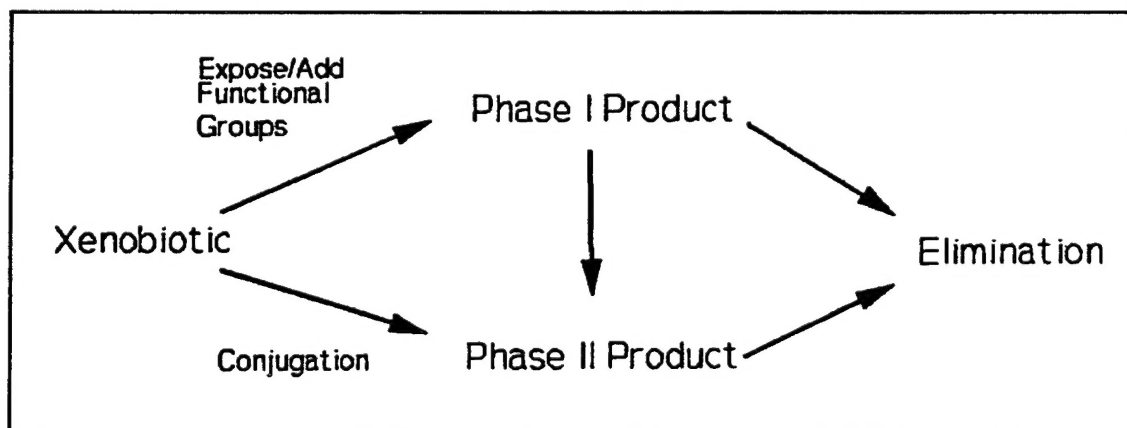 Expose/Add
Functional
Groups
Phase I Product
Xenobiotic
Elimination
Conjugation
Phase II Product